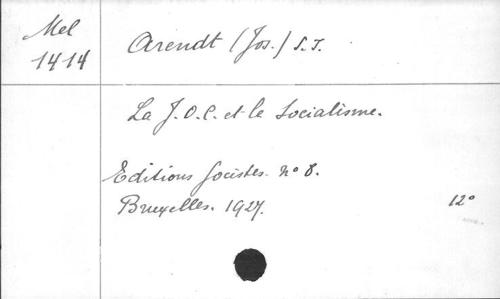 Mel
1414
Arendt (Jos.) S.J.
La J.O.C. et le Socialisme.
Editions Jocistes. n° 8.
Bruxelles. 1927.
12°